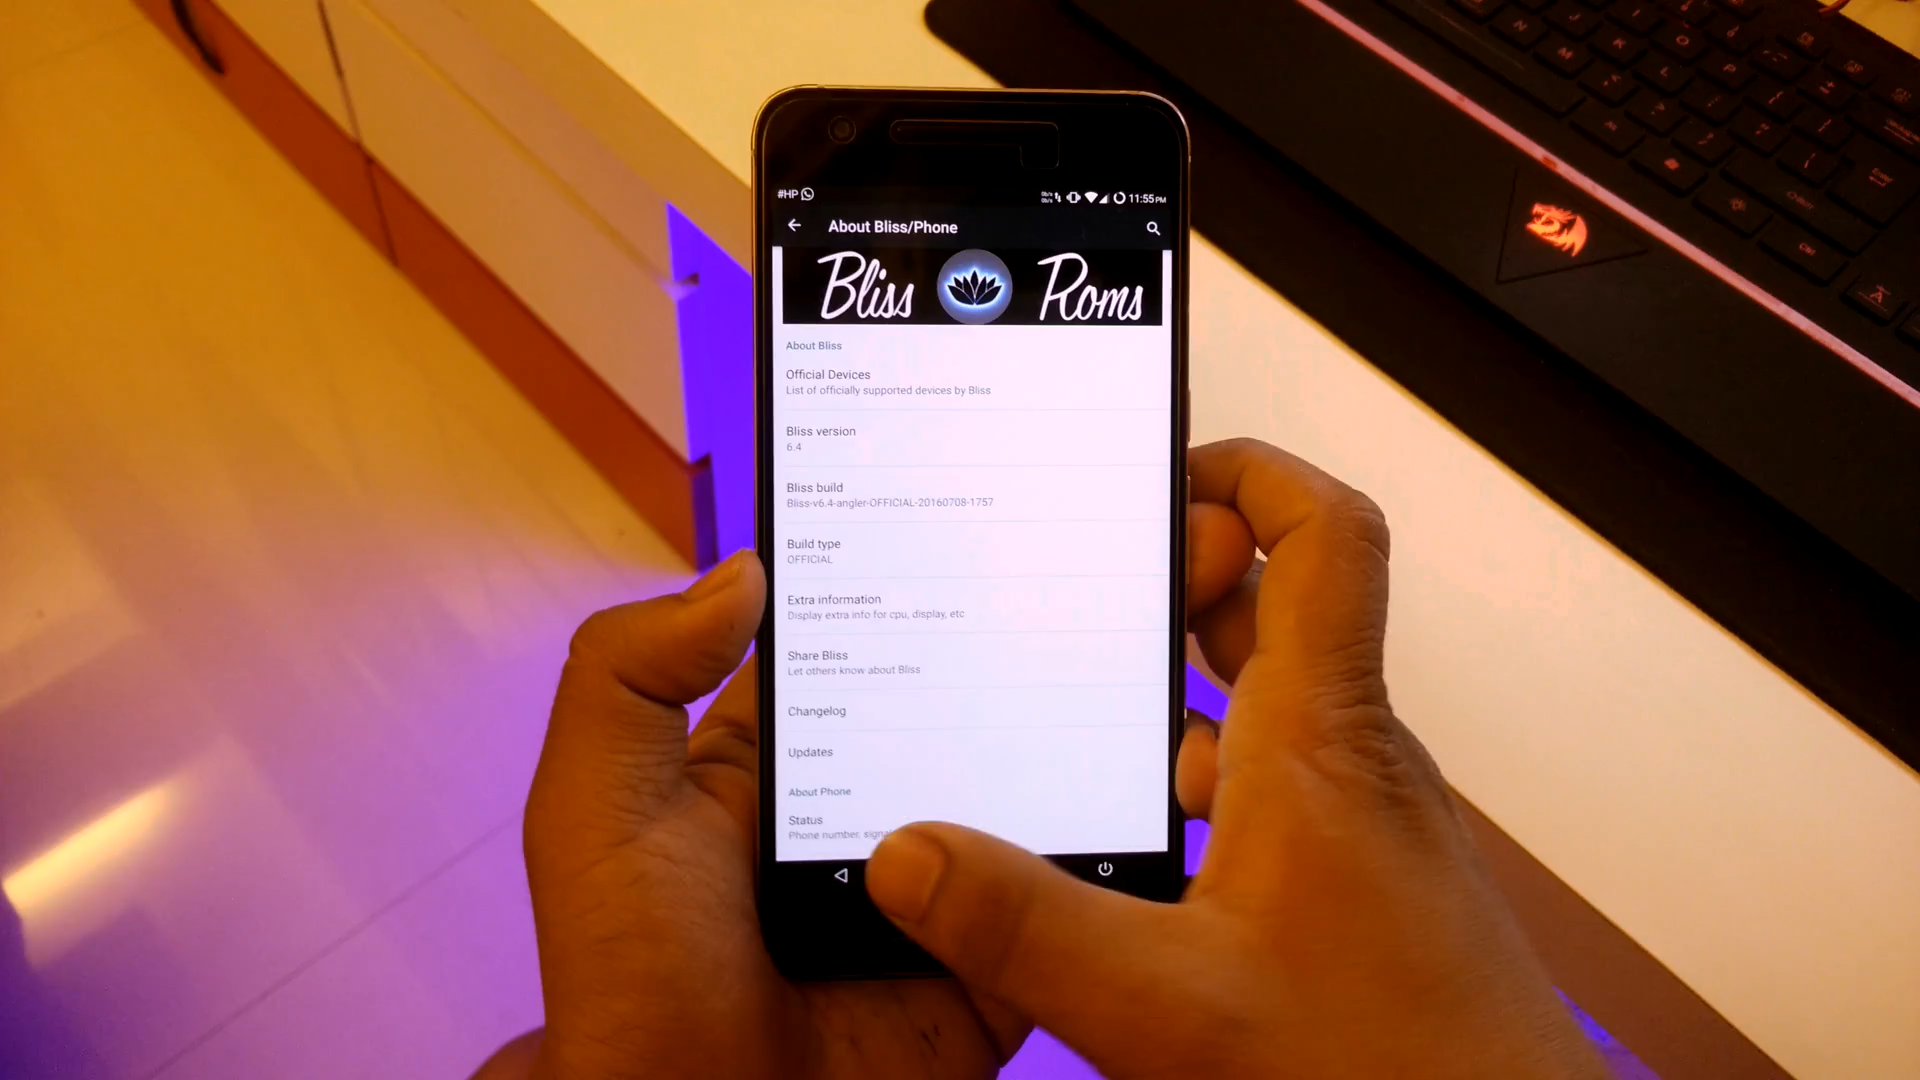 #HP 11:55 PM
About Bliss/Phone
Bliss Roms
About Bliss
Official Devices
List of officially supported devices by Bliss
Bliss version
6.4
Bliss build
Bliss-v6.4-angler-OFFICIAL-20160708-1757
Build type
OFFICIAL
Extra information
Display extra info for cpu, display, etc
Share Bliss
Let others know about Bliss
Changelog
Updates
About Phone
Status
Phone number, signal